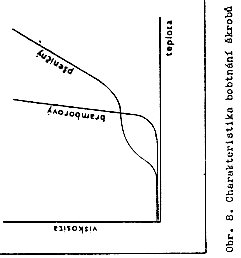 teplota
pšeničný
bramborový
viskosita
Obr. 8. Charakteristika bobtnání škrobů